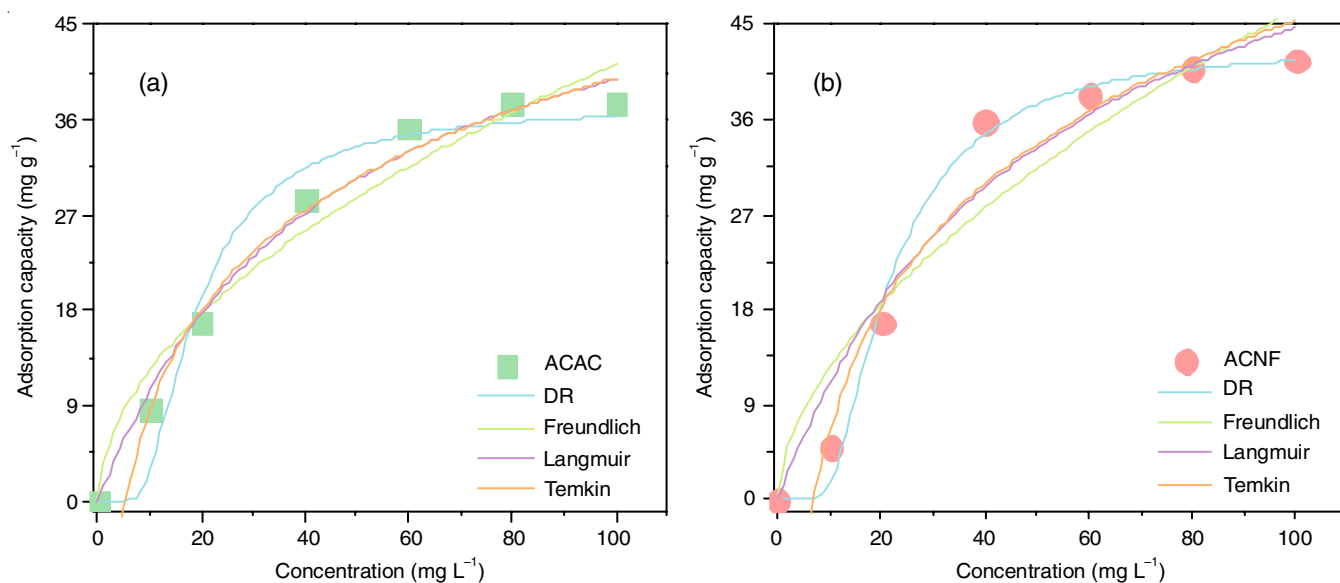 (a)
45
36
27
18
9
0
Adsorption capacity (mg g⁻¹)
ACAC
DR
Freundlich
Langmuir
Temkin
0 20 40 60 80 100
Concentration (mg L⁻¹)
(b)
45
36
27
18
9
0
Adsorption capacity (mg g⁻¹)
ACNF
DR
Freundlich
Langmuir
Temkin
0 20 40 60 80 100
Concentration (mg L⁻¹)